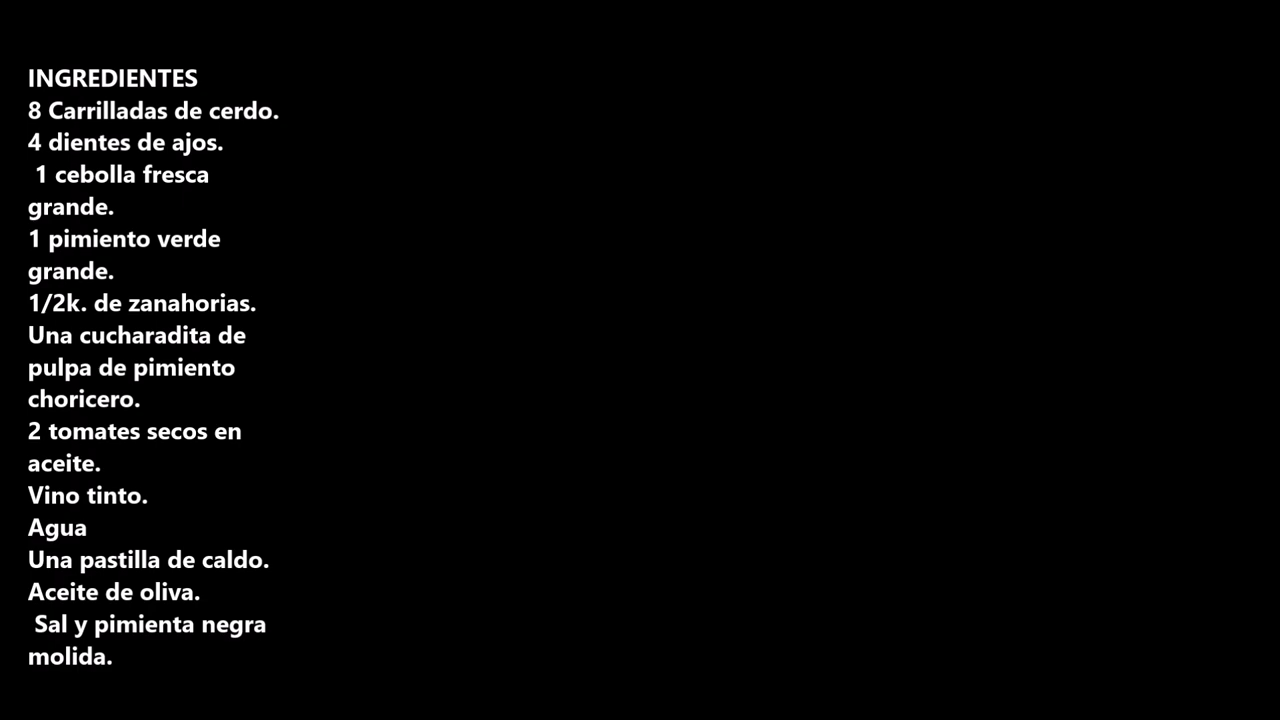 INGREDIENTES
8 Carrilladas de cerdo.
4 dientes de ajos.
1 cebolla fresca
grande.
1 pimiento verde
grande.
1/2k. de zanahorias.
Una cucharadita de
pulpa de pimiento
choricero.
2 tomates secos en
aceite.
Vino tinto.
Agua
Una pastilla de caldo.
Aceite de oliva.
Sal y pimienta negra
molida.